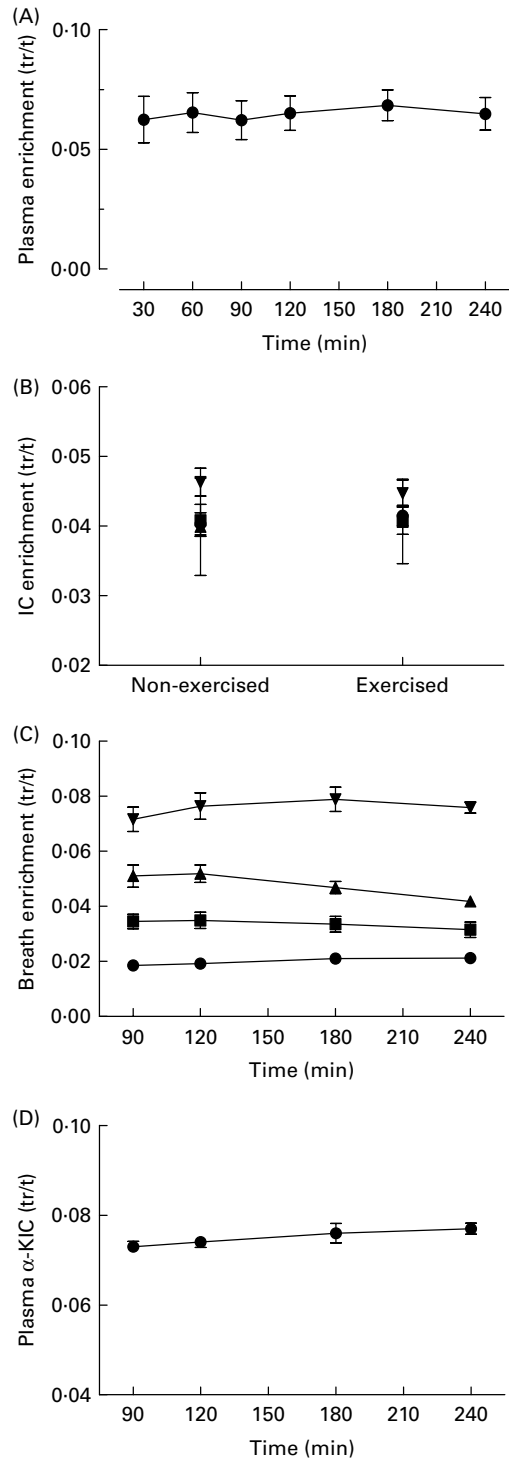 (A)
0·10
0·05
0·00
Plasma enrichment (tr/t)
30 60 90 120 150 180 210 240
Time (min)
(B)
0·06
0·05
0·04
0·03
0·02
IC enrichment (tr/t)
Non-exercised Exercised
(C)
0·10
0·08
0·06
0·04
0·02
0·00
Breath enrichment (tr/t)
90 120 150 180 210 240
Time (min)
(D)
0·10
0·08
0·06
0·04
Plasma α-KIC (tr/t)
90 120 150 180 210 240
Time (min)